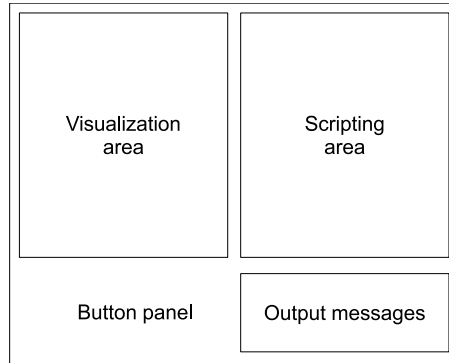 Visualization
area
Scripting
area
Button panel
Output messages